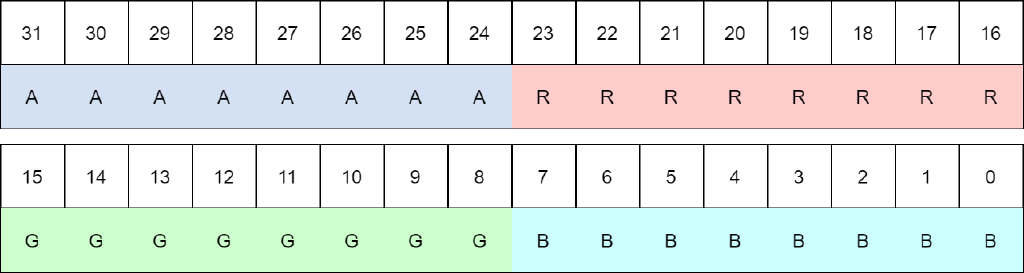 31 30 29 28 27 26 25 24 23 22 21 20 19 18 17 16
A A A A A A A A R R R R R R R R
15 14 13 12 11 10 9 8 7 6 5 4 3 2 1 0
G G G G G G G G B B B B B B B B